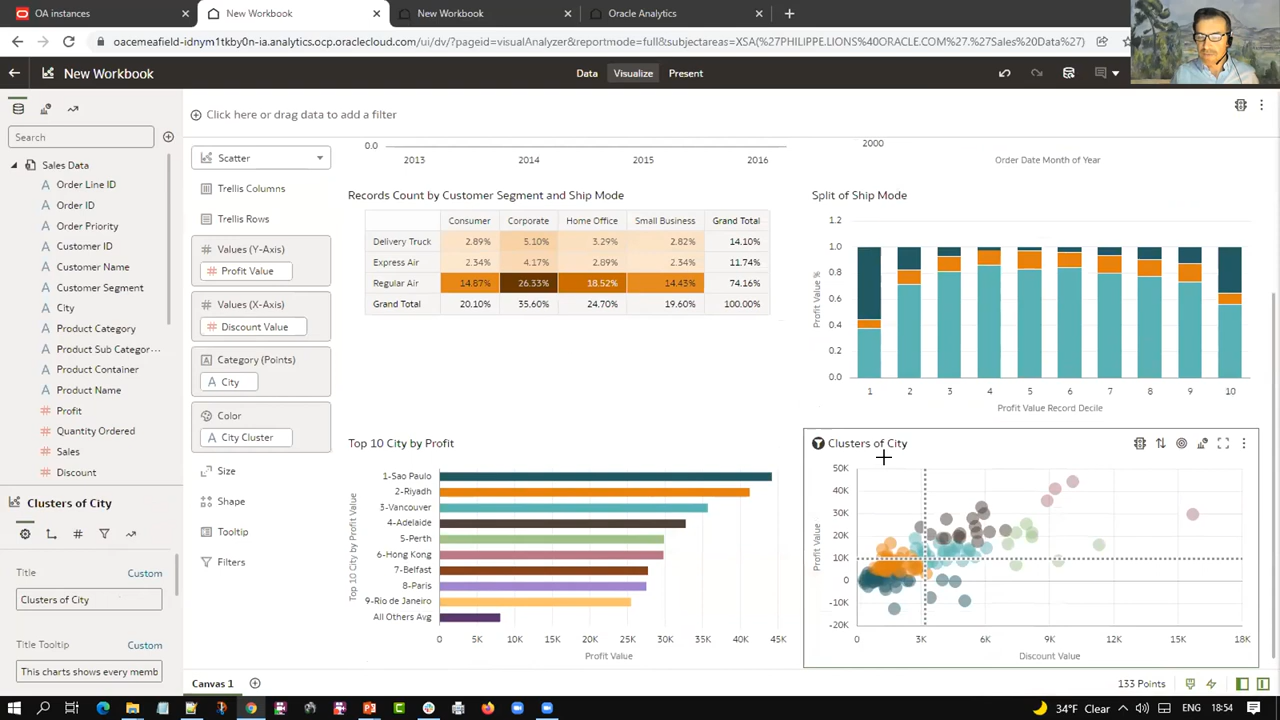 OA instances
New Workbook
New Workbook
Oracle Analytics
oacemeafield-idnym1tkby0n-ia.analytics.ocp.oraclecloud.com/ui/dv/?pageid=visualAnalyzer&reportmode=full&subjectareas=XSA(%27PHILIPPE.LIONS%40ORACLE.COM%27.%27Sales%20Data%27)
New Workbook
Data
Visualize
Present
Click here or drag data to add a filter
Search
Sales Data
Order Line ID
Order ID
Order Priority
Customer ID
Customer Name
Customer Segment
City
Product Category
Product Sub Categor...
Product Container
Product Name
Profit
Quantity Ordered
Sales
Discount
Clusters of City
Title
Custom
Clusters of City
Title Tooltip
Custom
This charts shows every memb
Scatter
Trellis Columns
Trellis Rows
Values (Y-Axis)
Profit Value
Values (X-Axis)
Discount Value
Category (Points)
City
Color
City Cluster
Size
Shape
Tooltip
Filters
0.0
2013 2014 2015 2016
2000
Order Date Month of Year
Records Count by Customer Segment and Ship Mode
Consumer Corporate Home Office Small Business Grand Total
Delivery Truck 2.89% 5.10% 3.29% 2.82% 14.10%
Express Air 2.34% 4.17% 2.89% 2.34% 11.74%
Regular Air 14.87% 26.33% 18.52% 14.43% 74.16%
Grand Total 20.10% 35.60% 24.70% 19.60% 100.00%
Split of Ship Mode
Profit Value %
1.2
1.0
0.8
0.6
0.4
0.2
0.0
1 2 3 4 5 6 7 8 9 10
Profit Value Record Decile
Top 10 City by Profit
Top 10 City by Profit Value
1-Sao Paulo
2-Riyadh
3-Vancouver
4-Adelaide
5-Perth
6-Hong Kong
7-Belfast
8-Paris
9-Rio de Janeiro
All Others Avg
0 5K 10K 15K 20K 25K 30K 35K 40K 45K
Profit Value
Clusters of City
Profit Value
50K
40K
30K
20K
10K
0
-10K
-20K
0 3K 6K 9K 12K 15K 18K
Discount Value
Canvas 1
133 Points
34F Clear
ENG
18:54